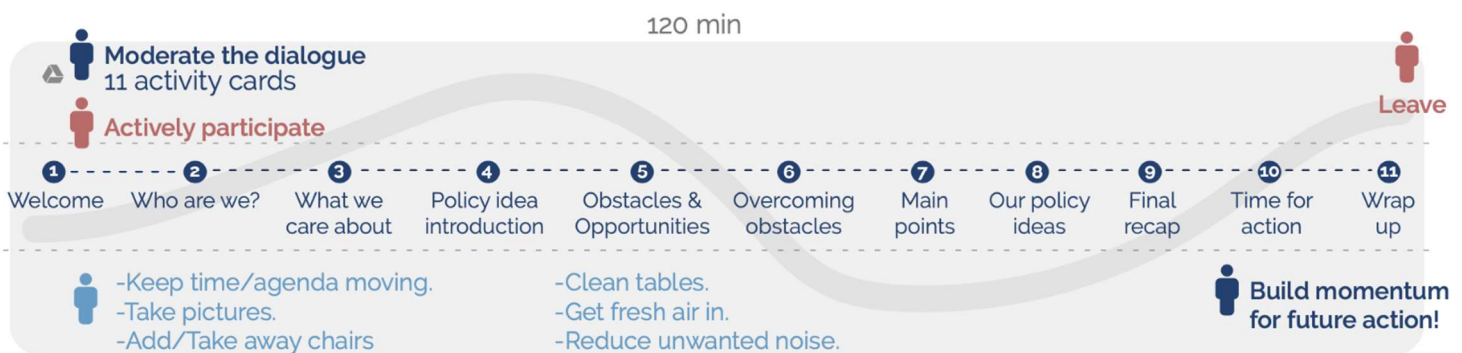 120 min
Moderate the dialogue
11 activity cards
Actively participate
Leave
1
Welcome
2
Who are we?
3
What we
care about
4
Policy idea
introduction
5
Obstacles &
Opportunities
6
Overcoming
obstacles
7
Main
points
8
Our policy
ideas
9
Final
recap
10
Time for
action
11
Wrap
up
-Keep time/agenda moving.
-Take pictures.
-Add/Take away chairs
-Clean tables.
-Get fresh air in.
-Reduce unwanted noise.
Build momentum
for future action!